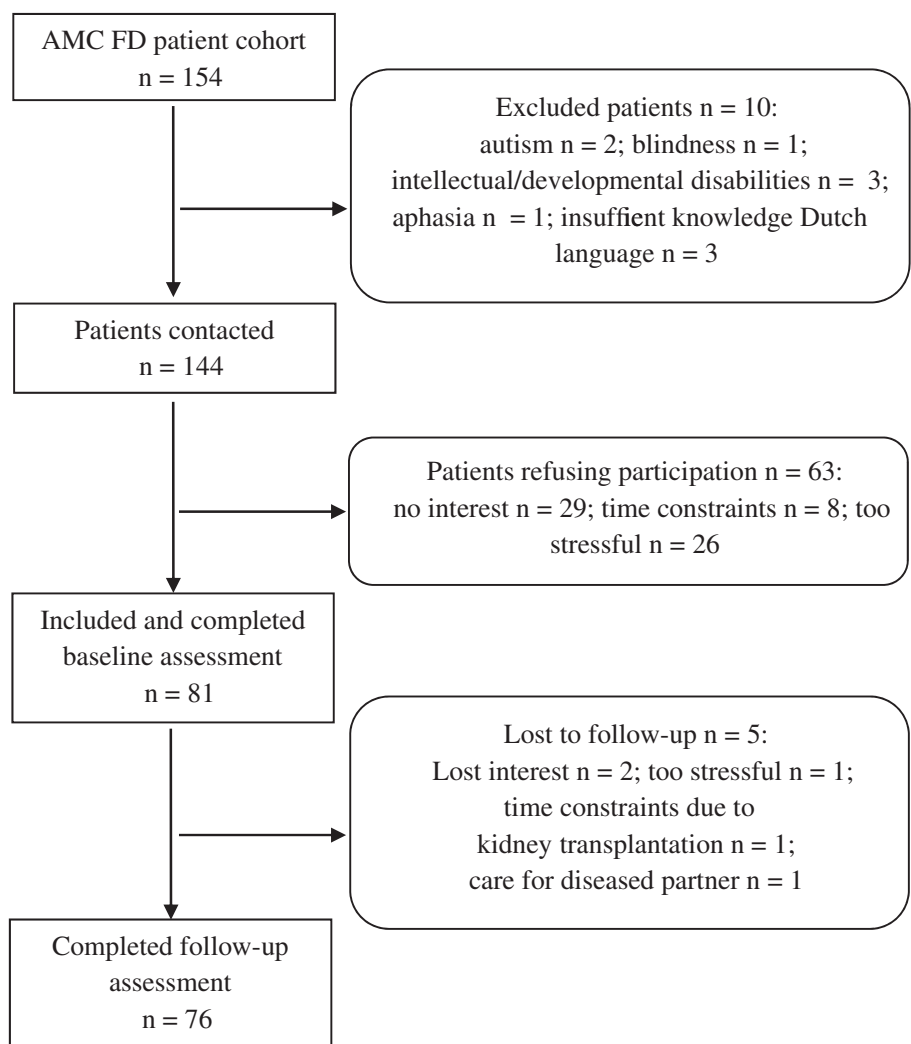 AMC FD patient cohort
n = 154
Excluded patients n = 10:
autism n = 2; blindness n = 1;
intellectual/developmental disabilities n = 3;
aphasia n = 1; insufficient knowledge Dutch
language n = 3
Patients contacted
n = 144
Patients refusing participation n = 63:
no interest n = 29; time constraints n = 8; too
stressful n = 26
Included and completed
baseline assessment
n = 81
Lost to follow-up n = 5:
Lost interest n = 2; too stressful n = 1;
time constraints due to
kidney transplantation n = 1;
care for diseased partner n = 1
Completed follow-up
assessment
n = 76